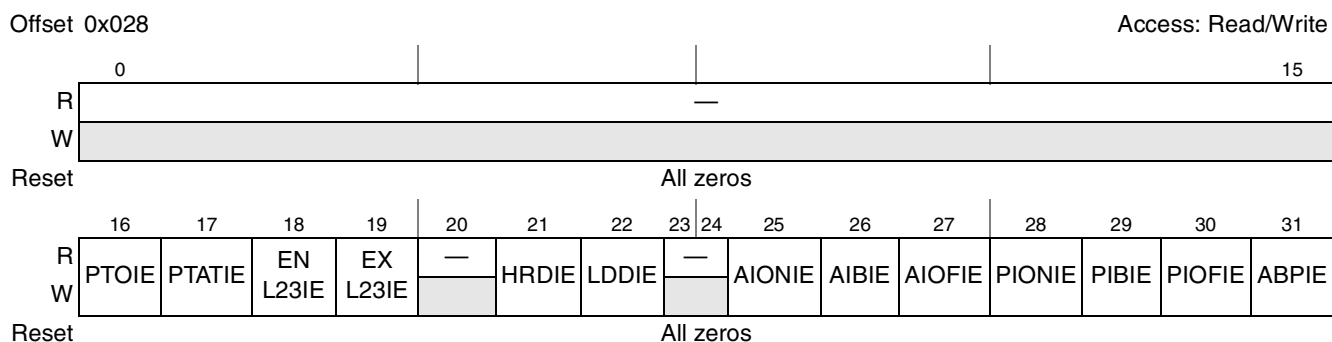 Offset 0x028 Access: Read/Write
0 15
R —
W
Reset All zeros
16 17 18 19 20 21 22 23 24 25 26 27 28 29 30 31
R PTOIE PTATIE EN L23IE EX L23IE — HRDIE LDDIE — AIONIE AIBIE AIOFIE PIONIE PIBIE PIOFIE ABPIE
W
Reset All zeros